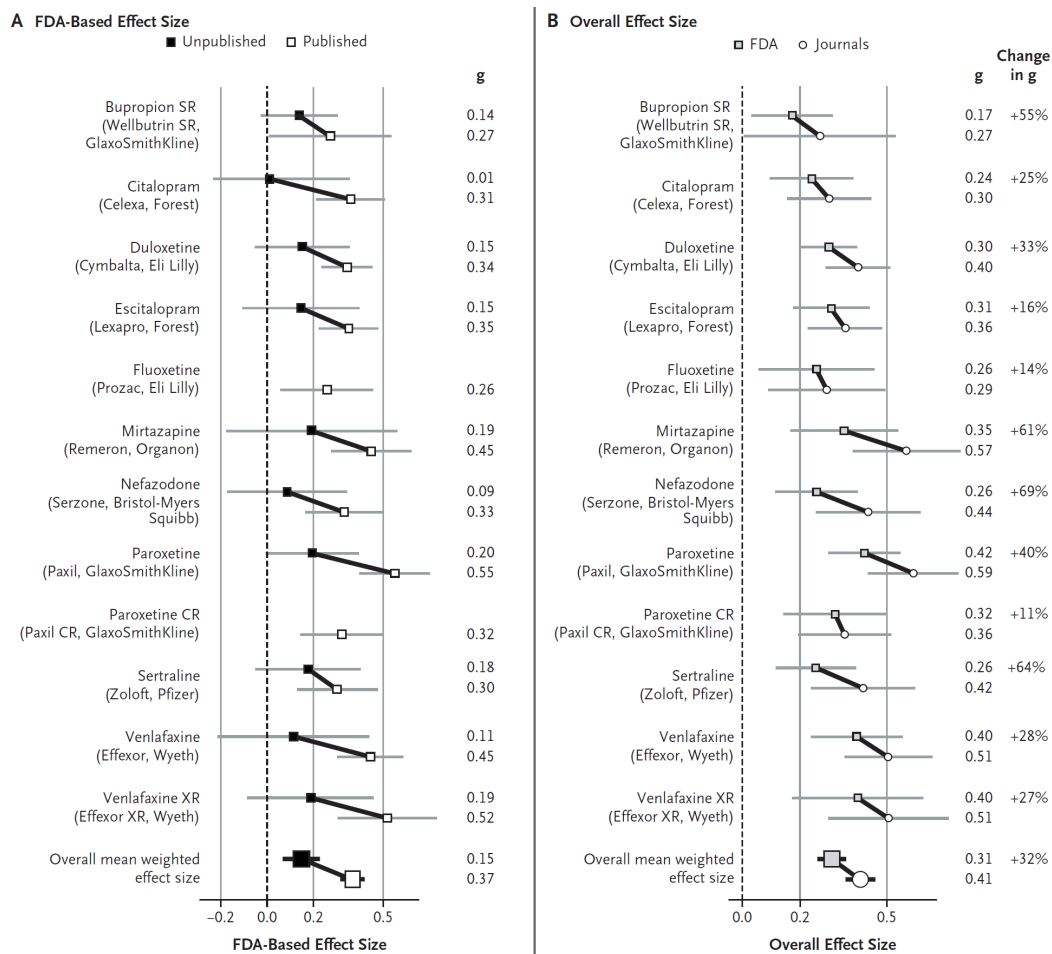 A FDA-Based Effect Size
Unpublished Published
g
Bupropion SR
(Wellbutrin SR,
GlaxoSmithKline)
0.14
0.27
Citalopram
(Celexa, Forest)
0.01
0.31
Duloxetine
(Cymbalta, Eli Lilly)
0.15
0.34
Escitalopram
(Lexapro, Forest)
0.15
0.35
Fluoxetine
(Prozac, Eli Lilly)
0.26
Mirtazapine
(Remeron, Organon)
0.19
0.45
Nefazodone
(Serzone, Bristol-Myers
Squibb)
0.09
0.33
Paroxetine
(Paxil, GlaxoSmithKline)
0.20
0.55
Paroxetine CR
(Paxil CR, GlaxoSmithKline)
0.32
Sertraline
(Zoloft, Pfizer)
0.18
0.30
Venlafaxine
(Effexor, Wyeth)
0.11
0.45
Venlafaxine XR
(Effexor XR, Wyeth)
0.19
0.52
Overall mean weighted
effect size
0.15
0.37
−0.2 0.0 0.2 0.5
FDA-Based Effect Size
B Overall Effect Size
FDA Journals
g
Change
in g
Bupropion SR
(Wellbutrin SR,
GlaxoSmithKline)
0.17 +55%
0.27
Citalopram
(Celexa, Forest)
0.24 +25%
0.30
Duloxetine
(Cymbalta, Eli Lilly)
0.30 +33%
0.40
Escitalopram
(Lexapro, Forest)
0.31 +16%
0.36
Fluoxetine
(Prozac, Eli Lilly)
0.26 +14%
0.29
Mirtazapine
(Remeron, Organon)
0.35 +61%
0.57
Nefazodone
(Serzone, Bristol-Myers
Squibb)
0.26 +69%
0.44
Paroxetine
(Paxil, GlaxoSmithKline)
0.42 +40%
0.59
Paroxetine CR
(Paxil CR, GlaxoSmithKline)
0.32 +11%
0.36
Sertraline
(Zoloft, Pfizer)
0.26 +64%
0.42
Venlafaxine
(Effexor, Wyeth)
0.40 +28%
0.51
Venlafaxine XR
(Effexor XR, Wyeth)
0.40 +27%
0.51
Overall mean weighted
effect size
0.31 +32%
0.41
0.0 0.2 0.5
Overall Effect Size